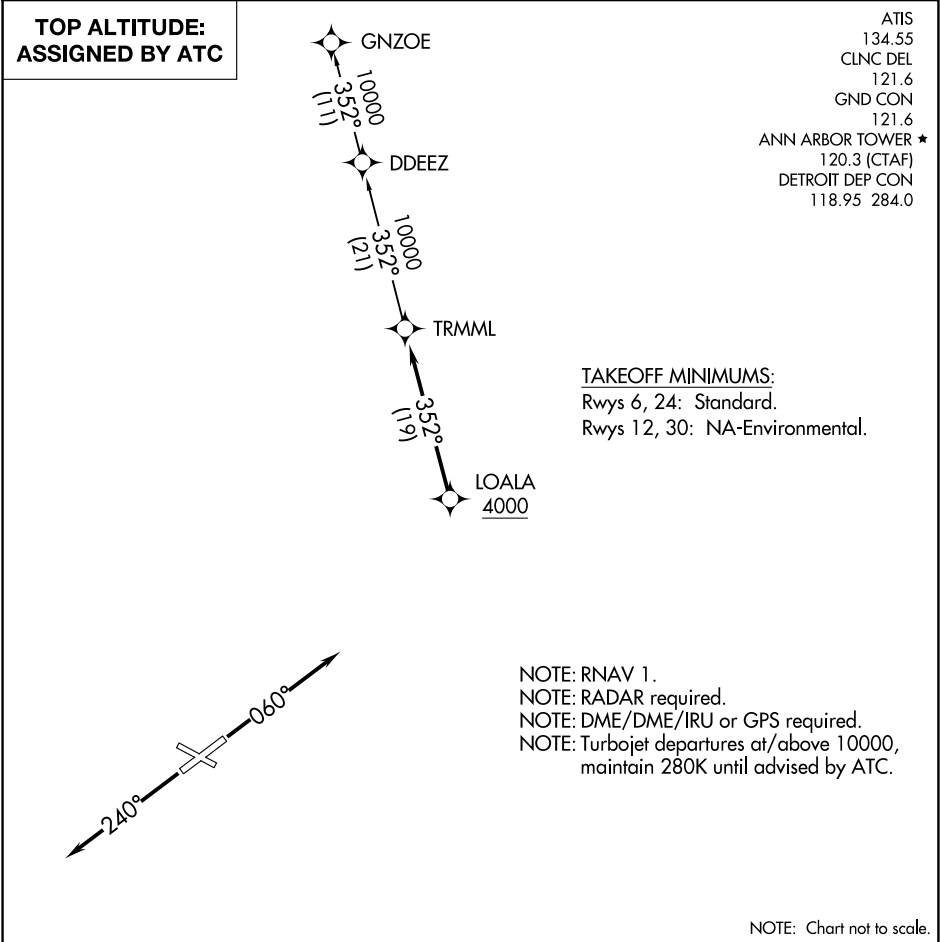 TOP ALTITUDE:
ASSIGNED BY ATC
ATIS
134.55
CLNC DEL
121.6
GND CON
121.6
ANN ARBOR TOWER ★
120.3 (CTAF)
DETROIT DEP CON
118.95 284.0
GNZOE
10000
352°
(11)
DDEEZ
10000
352°
(21)
TRMML
352°
(19)
LOALA
4000
TAKEOFF MINIMUMS:
Rwys 6, 24: Standard.
Rwys 12, 30: NA-Environmental.
060°
240°
NOTE: RNAV 1.
NOTE: RADAR required.
NOTE: DME/DME/IRU or GPS required.
NOTE: Turbojet departures at/above 10000,
maintain 280K until advised by ATC.
NOTE: Chart not to scale.